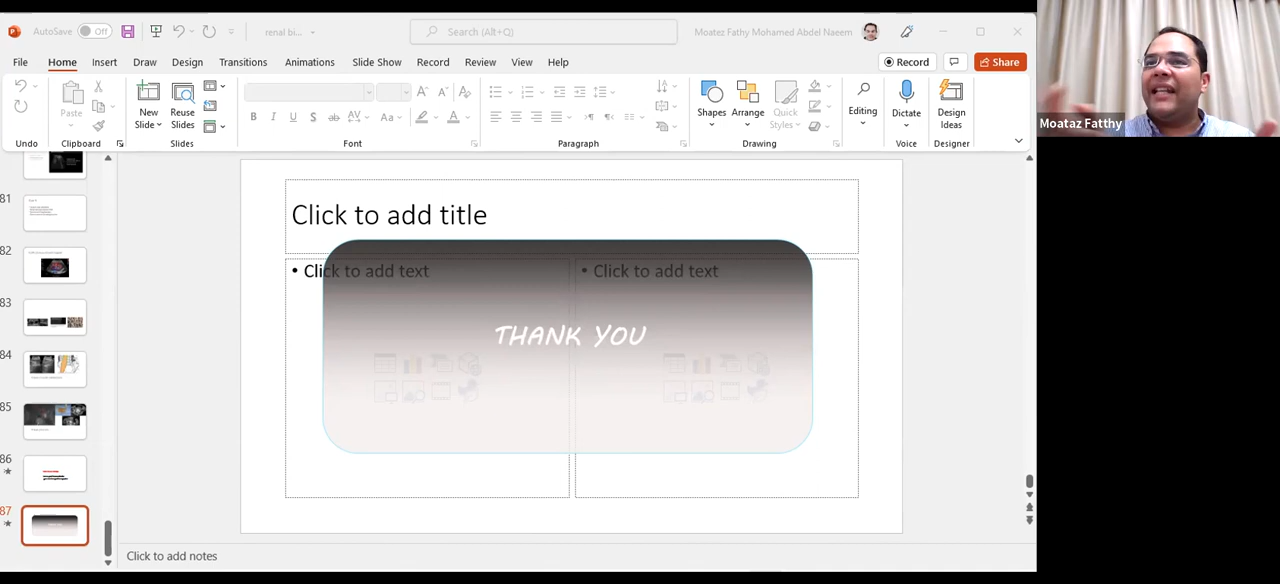 AutoSave Off renal bi... Search (Alt+Q) Moatez Fathy Mohamed Abdel Naeem
File Home Insert Draw Design Transitions Animations Slide Show Record Review View Help Record Share
Paste New Slide Reuse Slides Aa Shapes Arrange Quick Styles Editing Dictate Design Ideas
Undo Clipboard Slides Font Paragraph Drawing Voice Designer
Moataz Fatthy
81
82
83
84
85
86
87
Click to add title
• Click to add text
• Click to add text
THANK YOU
Click to add notes